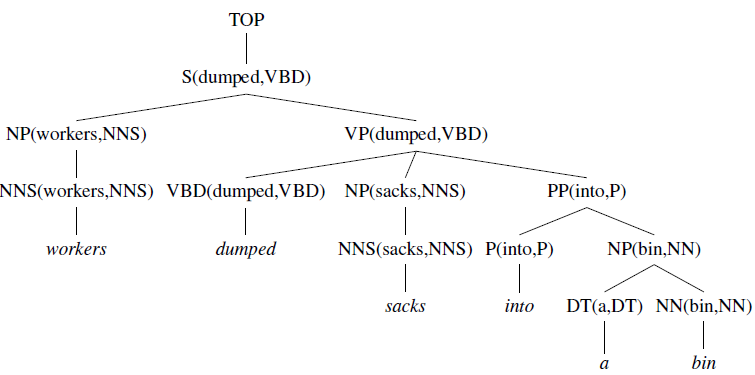 TOP
S(dumped,VBD)
NP(workers,NNS) VP(dumped,VBD)
NNS(workers,NNS) VBD(dumped,VBD) NP(sacks,NNS) PP(into,P)
workers dumped NNS(sacks,NNS) P(into,P) NP(bin,NN)
sacks into DT(a,DT) NN(bin,NN)
a bin